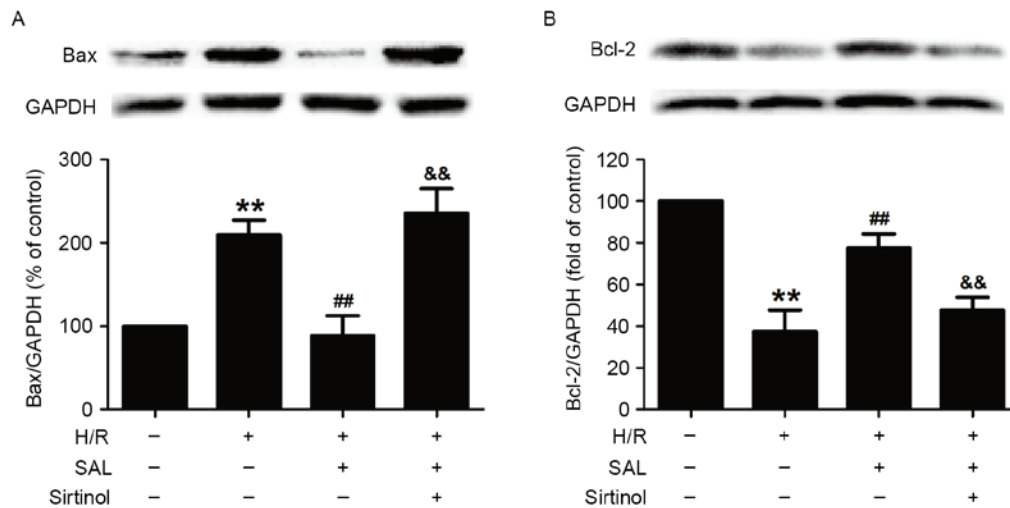 A
Bax
GAPDH
Bax/GAPDH (% of control)
300
200
100
0
**
##
&&
H/R − + + +
SAL − − + +
Sirtinol − − − +
B
Bcl-2
GAPDH
Bcl-2/GAPDH (fold of control)
120
100
80
60
40
20
0
**
##
&&
H/R − + + +
SAL − − + +
Sirtinol − − − +